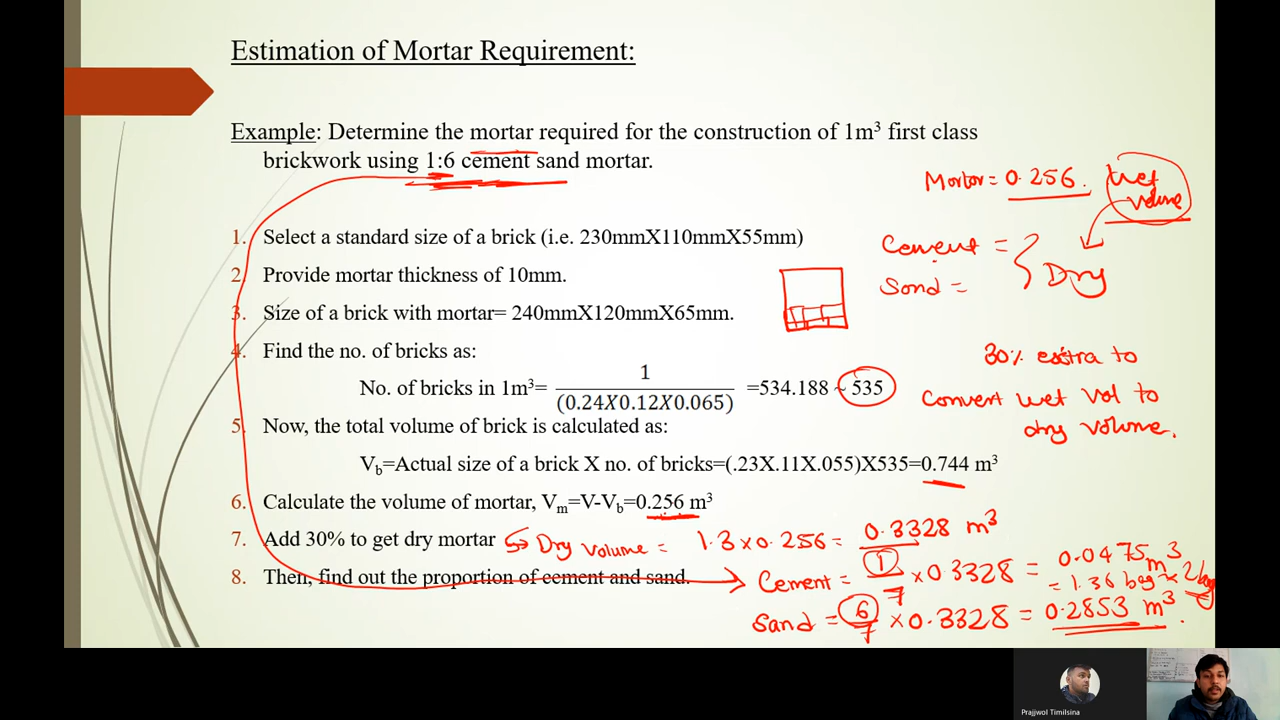 Estimation of Mortar Requirement:
Example: Determine the mortar required for the construction of 1m³ first class
brickwork using 1:6 cement sand mortar.
Mortar = 0.256. Wet
volume
1. Select a standard size of a brick (i.e. 230mmX110mmX55mm)
Cement =
Sand =
} Dry
2. Provide mortar thickness of 10mm.
3. Size of a brick with mortar= 240mmX120mmX65mm.
4. Find the no. of bricks as:
No. of bricks in 1m³= 1
(0.24X0.12X0.065)
=534.188 ~ 535
30% extra to
Convert wet vol to
dry volume.
5. Now, the total volume of brick is calculated as:
Vb=Actual size of a brick X no. of bricks=(.23X.11X.055)X535=0.744 m³
6. Calculate the volume of mortar, Vm=V-Vb=0.256 m³
7. Add 30% to get dry mortar Dry Volume = 1.3 x 0.256 = 0.3328 m³
8. Then, find out the proportion of cement and sand.
Cement = 1/7 x 0.3328 = 0.0475 m³
= 1.36 bag ~ 2 bag
Sand = 6/7 x 0.3328 = 0.2853 m³.
Prajjwol Timilsina